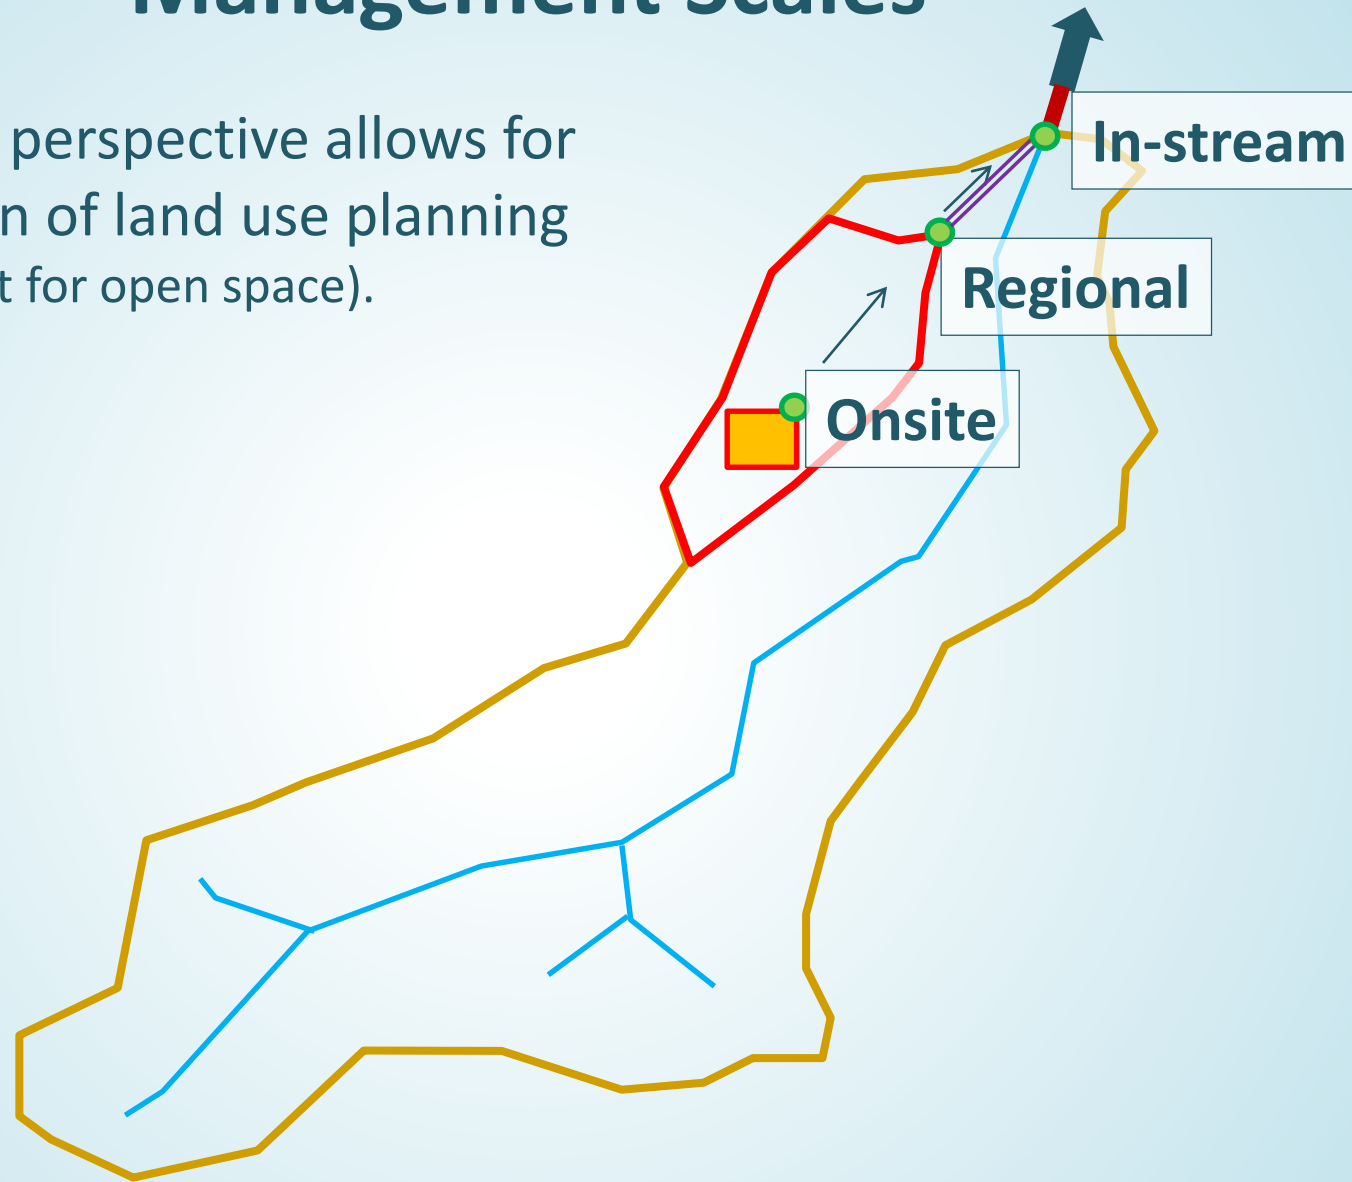 Management Scales
perspective allows for
n of land use planning
t for open space).
In-stream
Regional
Onsite